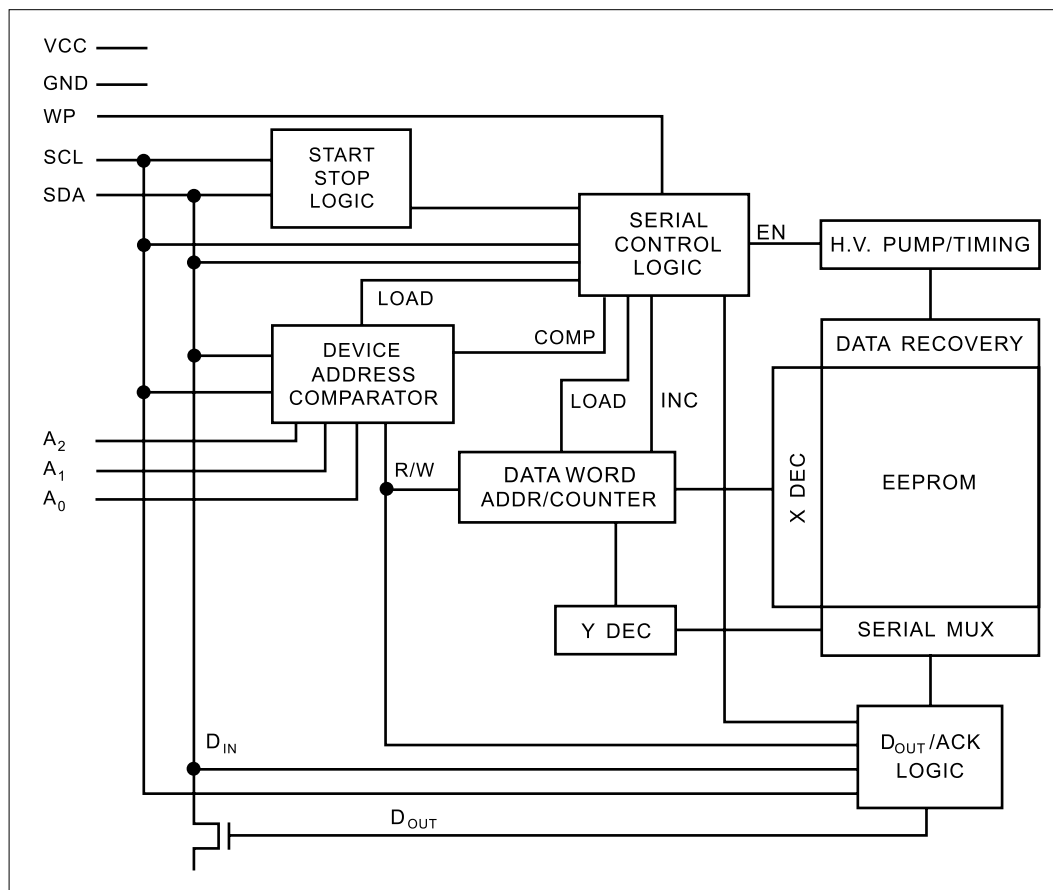 VCC
GND
WP
SCL
SDA
START
STOP
LOGIC
SERIAL
CONTROL
LOGIC
EN
H.V. PUMP/TIMING
LOAD
COMP
DATA RECOVERY
DEVICE
ADDRESS
COMPARATOR
LOAD
INC
A2
A1
A0
R/W
DATA WORD
ADDR/COUNTER
X DEC
EEPROM
Y DEC
SERIAL MUX
DIN
DOUT/ACK
LOGIC
DOUT